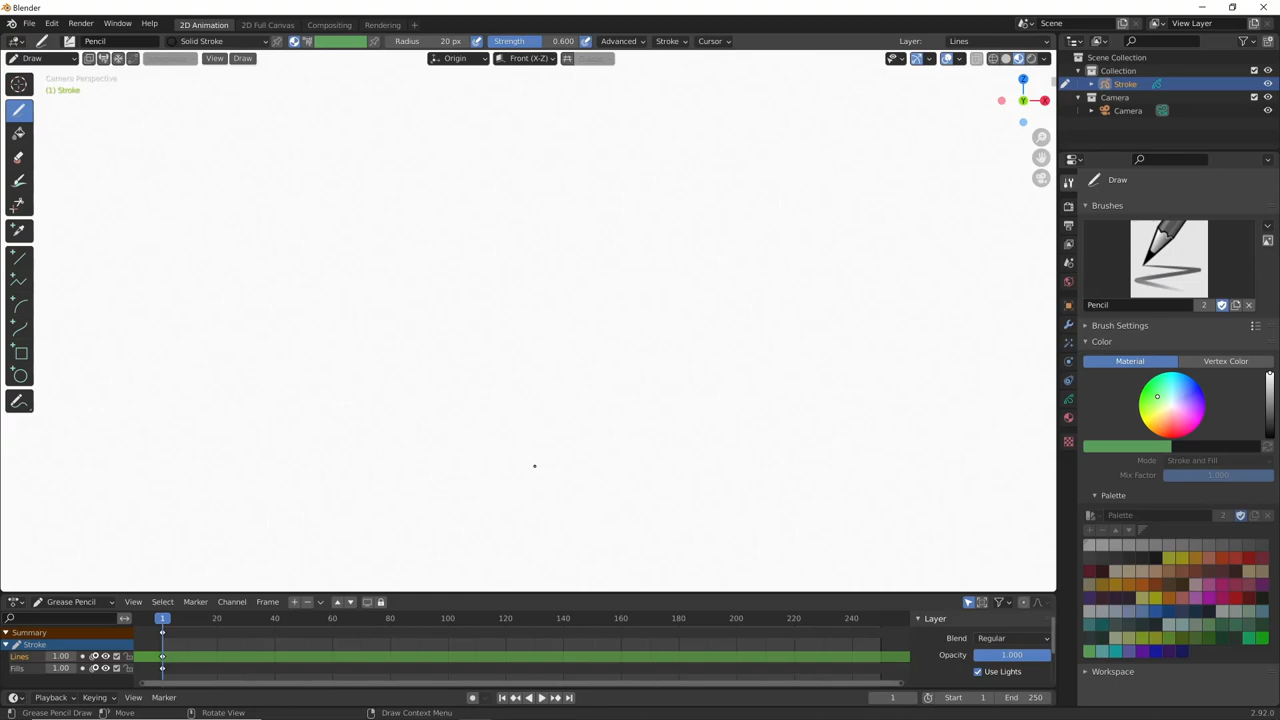 Blender
File Edit Render Window Help 2D Animation 2D Full Canvas Compositing Rendering + Scene View Layer
Pencil Solid Stroke Radius 20 px Strength 0.600 Advanced Stroke Cursor Layer: Lines
Draw View Draw Origin Front (X-Z)
Camera Perspective
(1) Stroke
Z
Y X
Scene Collection
Collection
Stroke
Camera
Camera
Draw
Brushes
Pencil 2
Brush Settings
Color
Material Vertex Color
Mode Stroke and Fill
Mix Factor 1.000
Palette
Palette 2
Workspace
Grease Pencil View Select Marker Channel Frame
1 20 40 60 80 100 120 140 160 180 200 220 240
Summary
Stroke
Lines 1.00
Fills 1.00
Layer
Blend Regular
Opacity 1.000
Use Lights
Playback Keying View Marker 1 Start 1 End 250
Grease Pencil Draw Move Rotate View Draw Context Menu 2.92.0